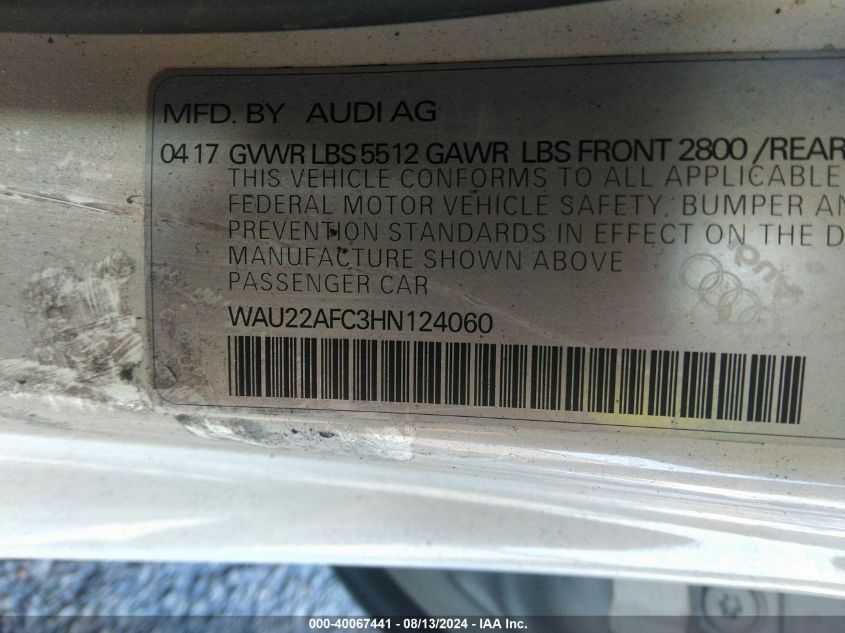 MFD. BY AUDI AG
04 17 GVWR LBS 5512 GAWR LBS FRONT 2800 /REAR
THIS VEHICLE CONFORMS TO ALL APPLICABLE
FEDERAL MOTOR VEHICLE SAFETY, BUMPER AN
PREVENTION STANDARDS IN EFFECT ON THE D
MANUFACTURE SHOWN ABOVE
PASSENGER CAR
Audi
WAU22AFC3HN124060
000-40067441 - 08/13/2024 - IAA Inc.